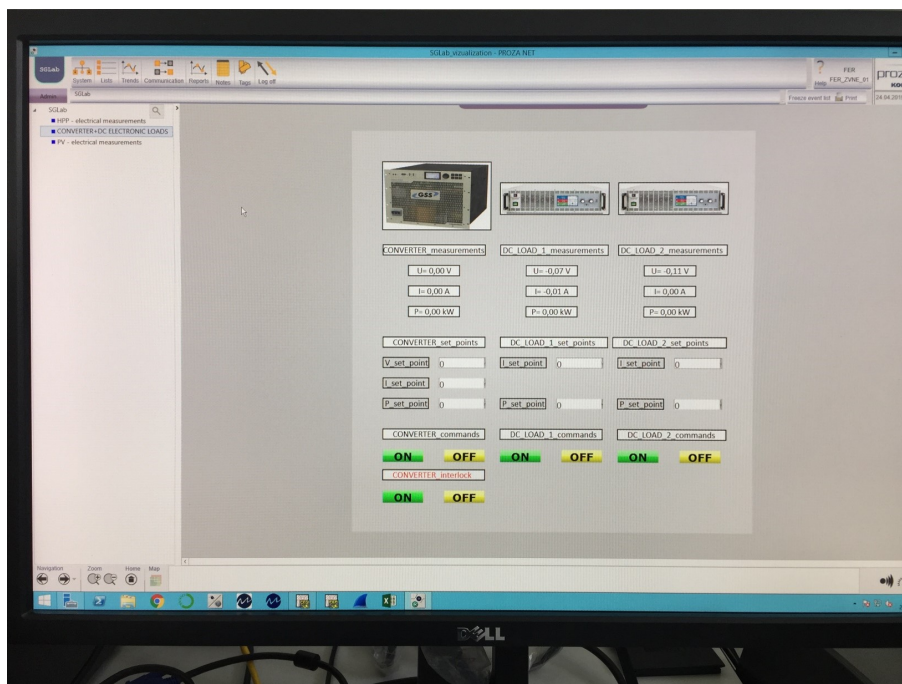 SGLab_vizualization - PROZA NET
SGLab
System Lists Trends Communication Reports Notes Tags Log off
Help
FER
FER_ZVNE_01
Admin
SGLab
Freeze event list Print
SGLab
HPP - electrical measurements
CONVERTER+DC ELECTRONIC LOADS
PV - electrical measurements
GSS
CONVERTER_measurements DC_LOAD_1_measurements DC_LOAD_2_measurements
U= 0,00 V U= -0,07 V U= -0,11 V
I= 0,00 A I= -0,01 A I= 0,00 A
P= 0,00 kW P= 0,00 kW P= 0,00 kW
CONVERTER_set_points DC_LOAD_1_set_points DC_LOAD_2_set_points
V_set_point 0 I_set_point 0 I_set_point 0
I_set_point 0
P_set_point 0 P_set_point 0 P_set_point 0
CONVERTER_commands DC_LOAD_1_commands DC_LOAD_2_commands
ON OFF ON OFF ON OFF
CONVERTER_interlock
ON OFF
Navigation Zoom Home Map
DELL